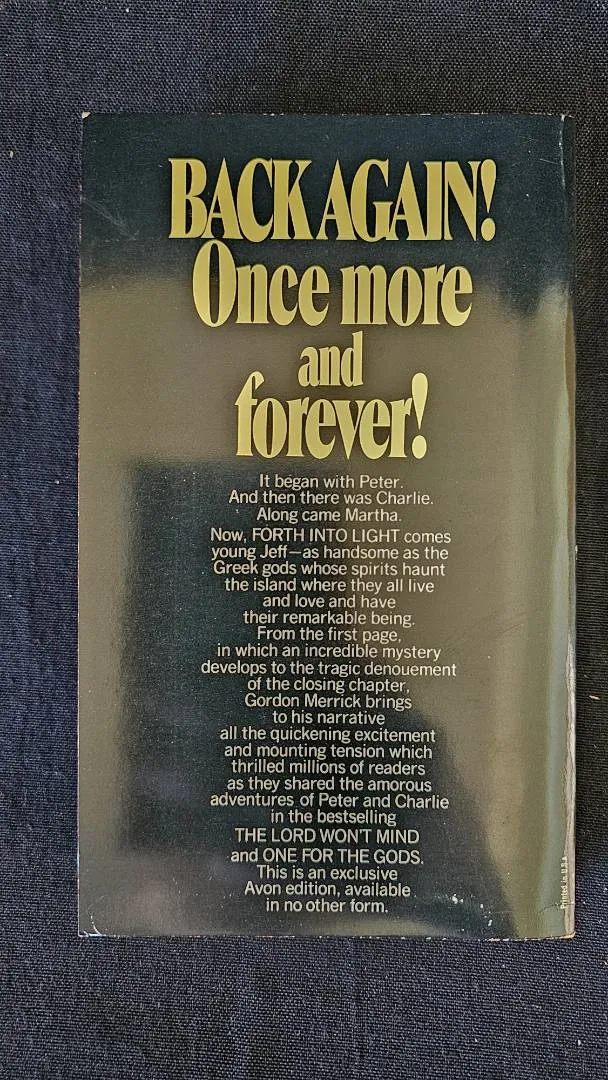 BACK AGAIN!
Once more
and
forever!
It began with Peter.
And then there was Charlie.
Along came Martha.
Now, FORTH INTO LIGHT comes
young Jeff—as handsome as the
Greek gods whose spirits haunt
the island where they all live
and love and have
their remarkable being.
From the first page,
in which an incredible mystery
develops to the tragic denouement
of the closing chapter,
Gordon Merrick brings
to his narrative
all the quickening excitement
and mounting tension which
thrilled millions of readers
as they shared the amorous
adventures of Peter and Charlie
in the bestselling
THE LORD WON'T MIND
and ONE FOR THE GODS.
This is an exclusive
Avon edition, available
in no other form.
Printed in U.S.A.